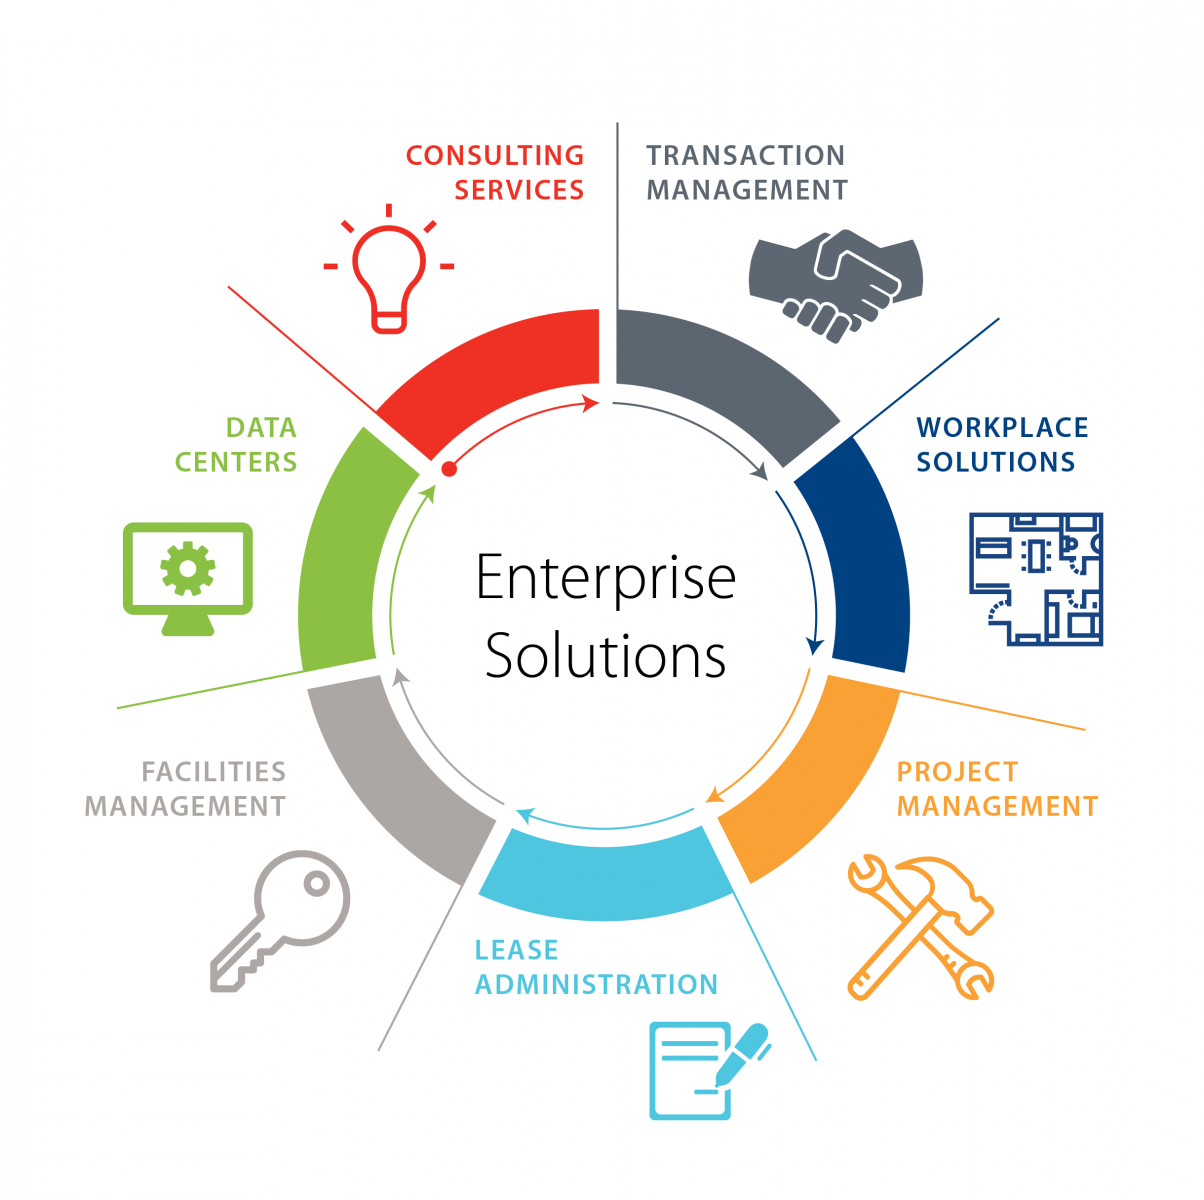 CONSULTING
SERVICES
TRANSACTION
MANAGEMENT
WORKPLACE
SOLUTIONS
PROJECT
MANAGEMENT
LEASE
ADMINISTRATION
FACILITIES
MANAGEMENT
DATA
CENTERS
Enterprise
Solutions